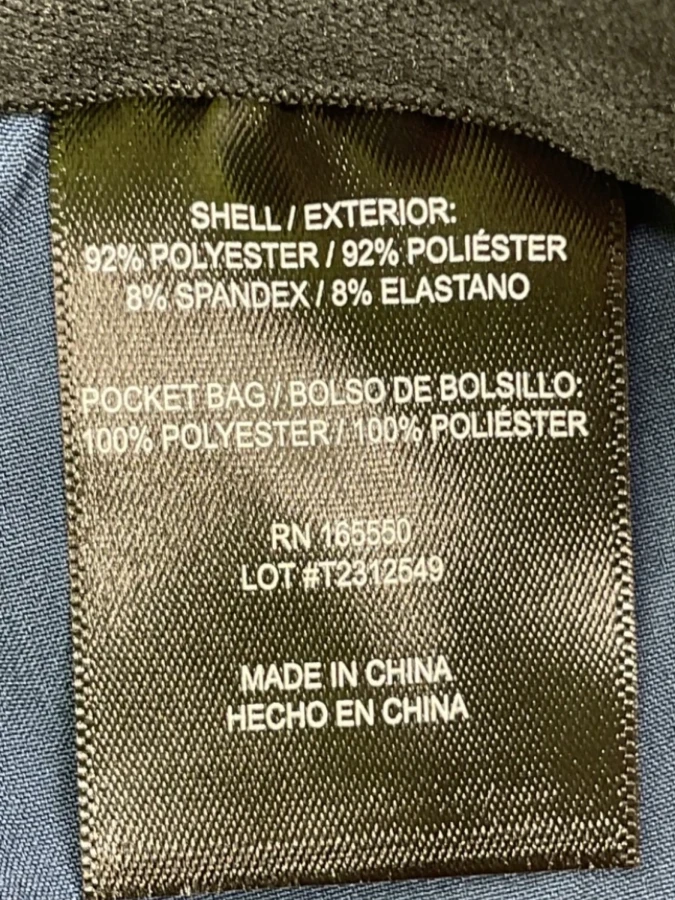 SHELL / EXTERIOR:
92% POLYESTER / 92% POLIÉSTER
8% SPANDEX / 8% ELASTANO
POCKET BAG / BOLSO DE BOLSILLO:
100% POLYESTER / 100% POLIÉSTER
RN 165550
LOT #T2312549
MADE IN CHINA
HECHO EN CHINA